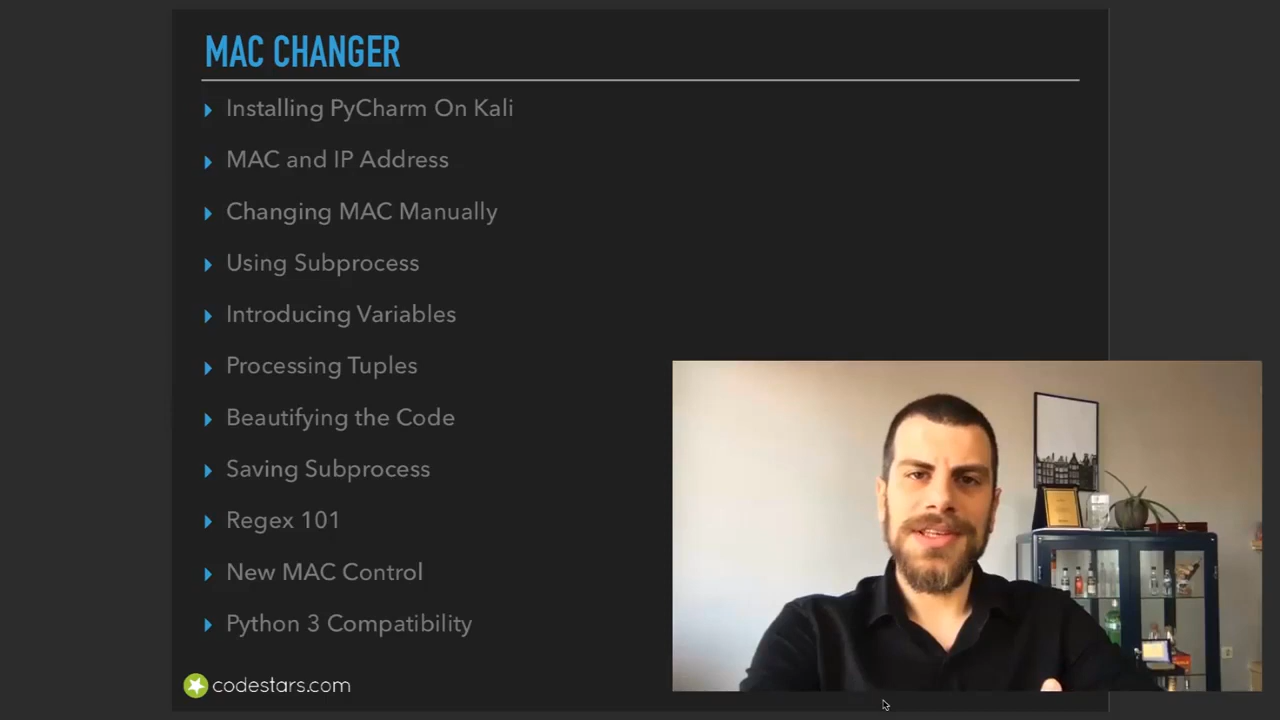 MAC CHANGER
Installing PyCharm On Kali
MAC and IP Address
Changing MAC Manually
Using Subprocess
Introducing Variables
Processing Tuples
Beautifying the Code
Saving Subprocess
Regex 101
New MAC Control
Python 3 Compatibility
codestars.com